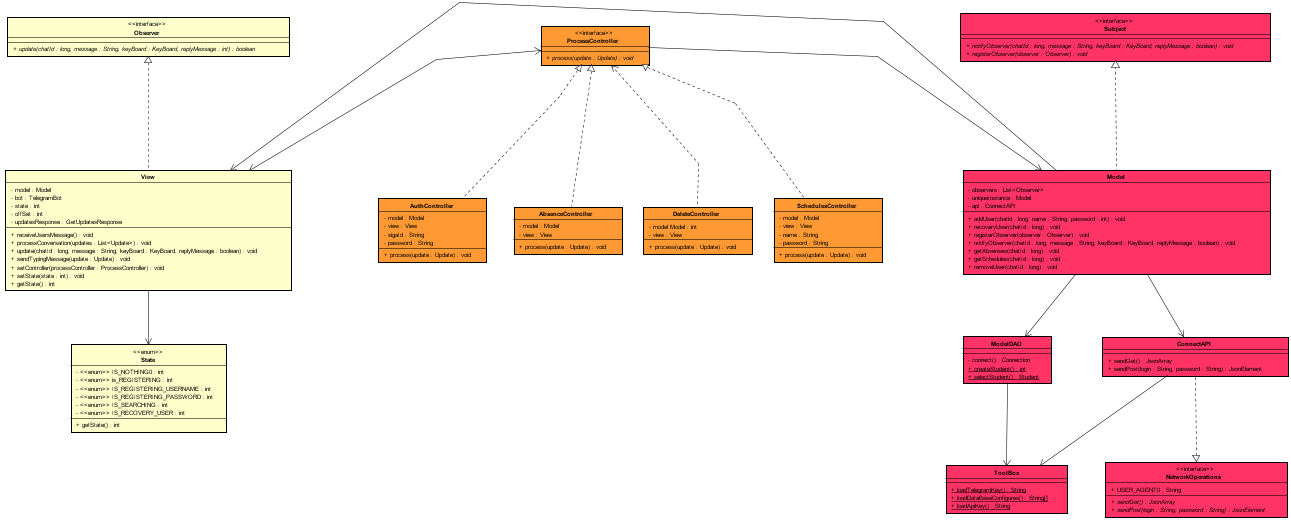 <<interface>>
Observer
+ update(chatId : long, message : String, keyBoard : KeyBoard, replyMessage : int) : boolean
<<interface>>
ProcessController
+ process(update : Update) : void
<<interface>>
Subject
+ notifyObserver(chatId : long, message : String, keyBoard : KeyBoard, replyMessage : boolean) : void
+ registerObserver(observer : Observer) : void
View
- model : Model
- bot : TelegramBot
- state : int
- offSet : int
- updatesResponse : GetUpdatesResponse
+ receiveUsersMessage() : void
+ processConversation(updates : List<Update>) : void
+ update(chatId : long, message : String, KeyBoard : KeyBoard, replyMessage : boolean) : void
+ sendTypingMessage(update : Update) : void
+ setController(processController : ProcessController) : void
+ setState(state : int) : void
+ getState() : int
AuthController
- model : Model
- view : View
- sigaId : String
- password : String
+ process(update : Update) : void
AbsenceController
- model : Model
- view : View
+ process(update : Update) : void
DeleteController
- model Model : int
- view : View
+ process(update : Update) : void
SchedulesController
- model : Model
- view : View
- name : String
- password : String
+ process(update : Update) : void
Model
- observers : List<Observer>
- uniqueInstance : Model
- api : ConnectAPI
+ addUser(chatId : long, name : String, password : int) : void
+ recoveryUser(chatId : long) : void
+ registerObserver(observer : Observer) : void
+ notifyObserver(chatId : long, message : String, keyBoard : KeyBoard, replyMessage : boolean) : void
+ getAbsenses(chatId : long) : void
+ getSchedules(chatId : long) : void
+ removeUser(chatId : long) : void
<<enum>>
State
- <<enum>> IS_NOTHING0 : int
- <<enum>> is_REGISTERING : int
- <<enum>> IS_REGISTERING_USERNAME : int
- <<enum>> IS_REGISTERING_PASSWORD : int
- <<enum>> IS_SEARCHING : int
- <<enum>> IS_RECOVERY_USER : int
+ getState() : int
ModelDAO
- connect() : Connection
+ createStudent() : int
+ selectStudent() : Student
ConnectAPI
+ sendGet() : JsonArray
+ sendPost(login : String, password : String) : JsonElement
ToolBox
+ loadTelegramKey() : String
+ loadDataBaseConfigures() : String[]
+ loadApiKey() : String
<<interface>>
NetworkOperations
+ USER_AGENT0 : String
+ sendGet() : JsonArray
+ sendPost(login : String, password : String) : JsonElement